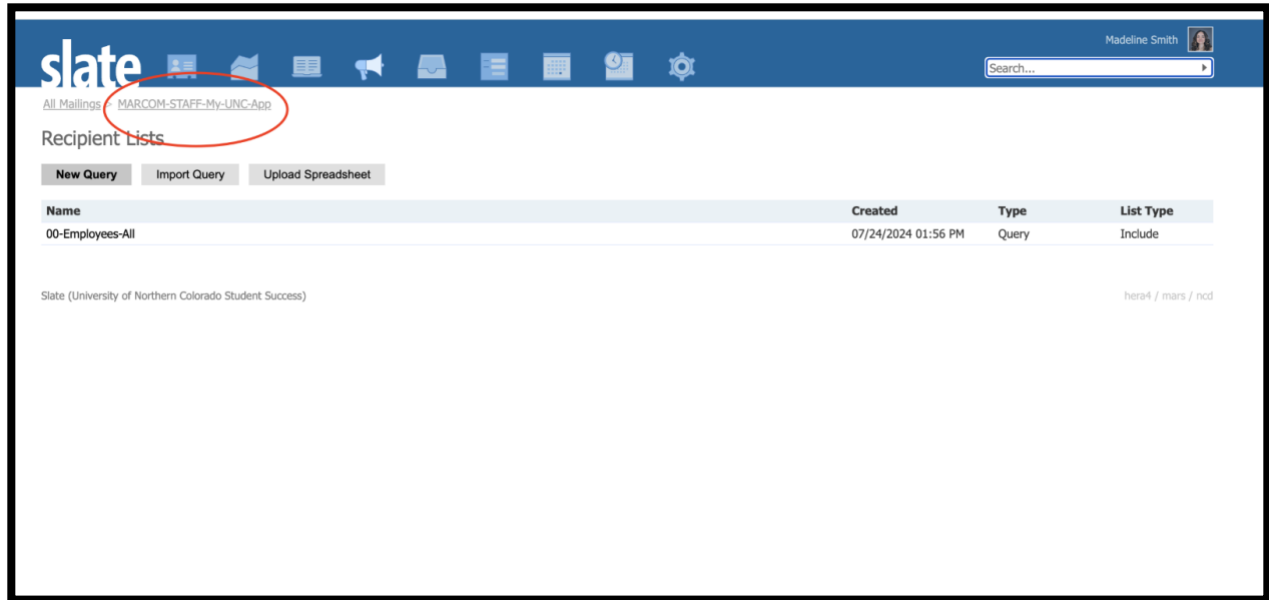 slate
Madeline Smith
Search...
All Mailings > MARCOM-STAFF-My-UNC-App
Recipient Lists
New Query Import Query Upload Spreadsheet
Name Created Type List Type
00-Employees-All 07/24/2024 01:56 PM Query Include
Slate (University of Northern Colorado Student Success) hera4 / mars / ncd